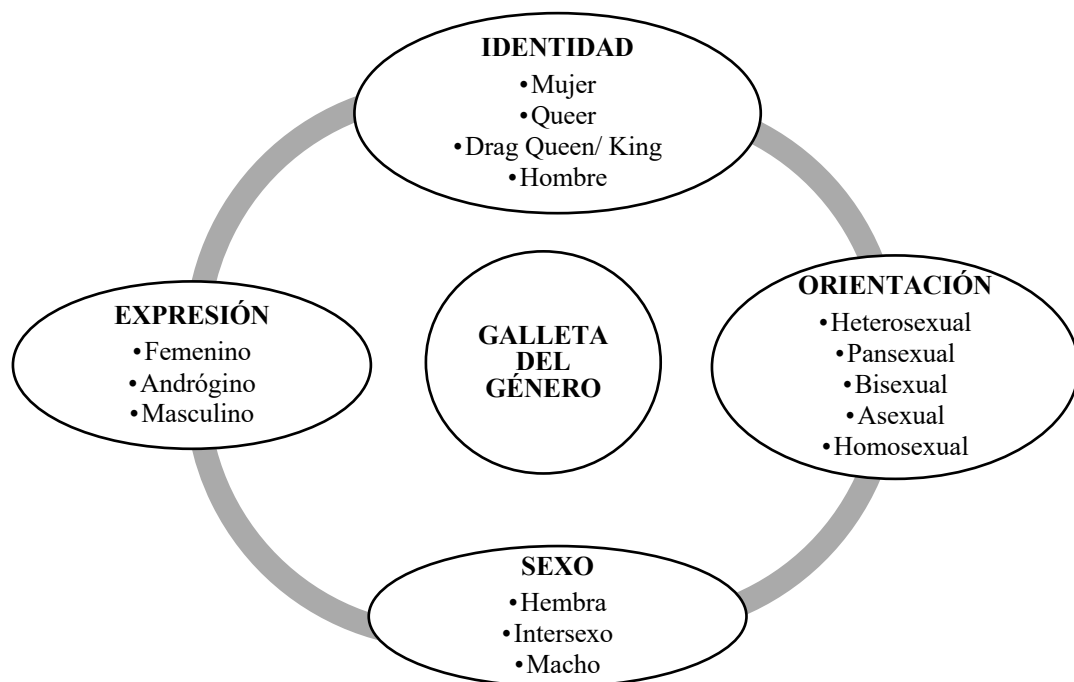 IDENTIDAD
•Mujer
•Queer
•Drag Queen/ King
•Hombre
EXPRESIÓN
•Femenino
•Andrógino
•Masculino
GALLETA
DEL
GÉNERO
ORIENTACIÓN
•Heterosexual
•Pansexual
•Bisexual
•Asexual
•Homosexual
SEXO
•Hembra
•Intersexo
•Macho